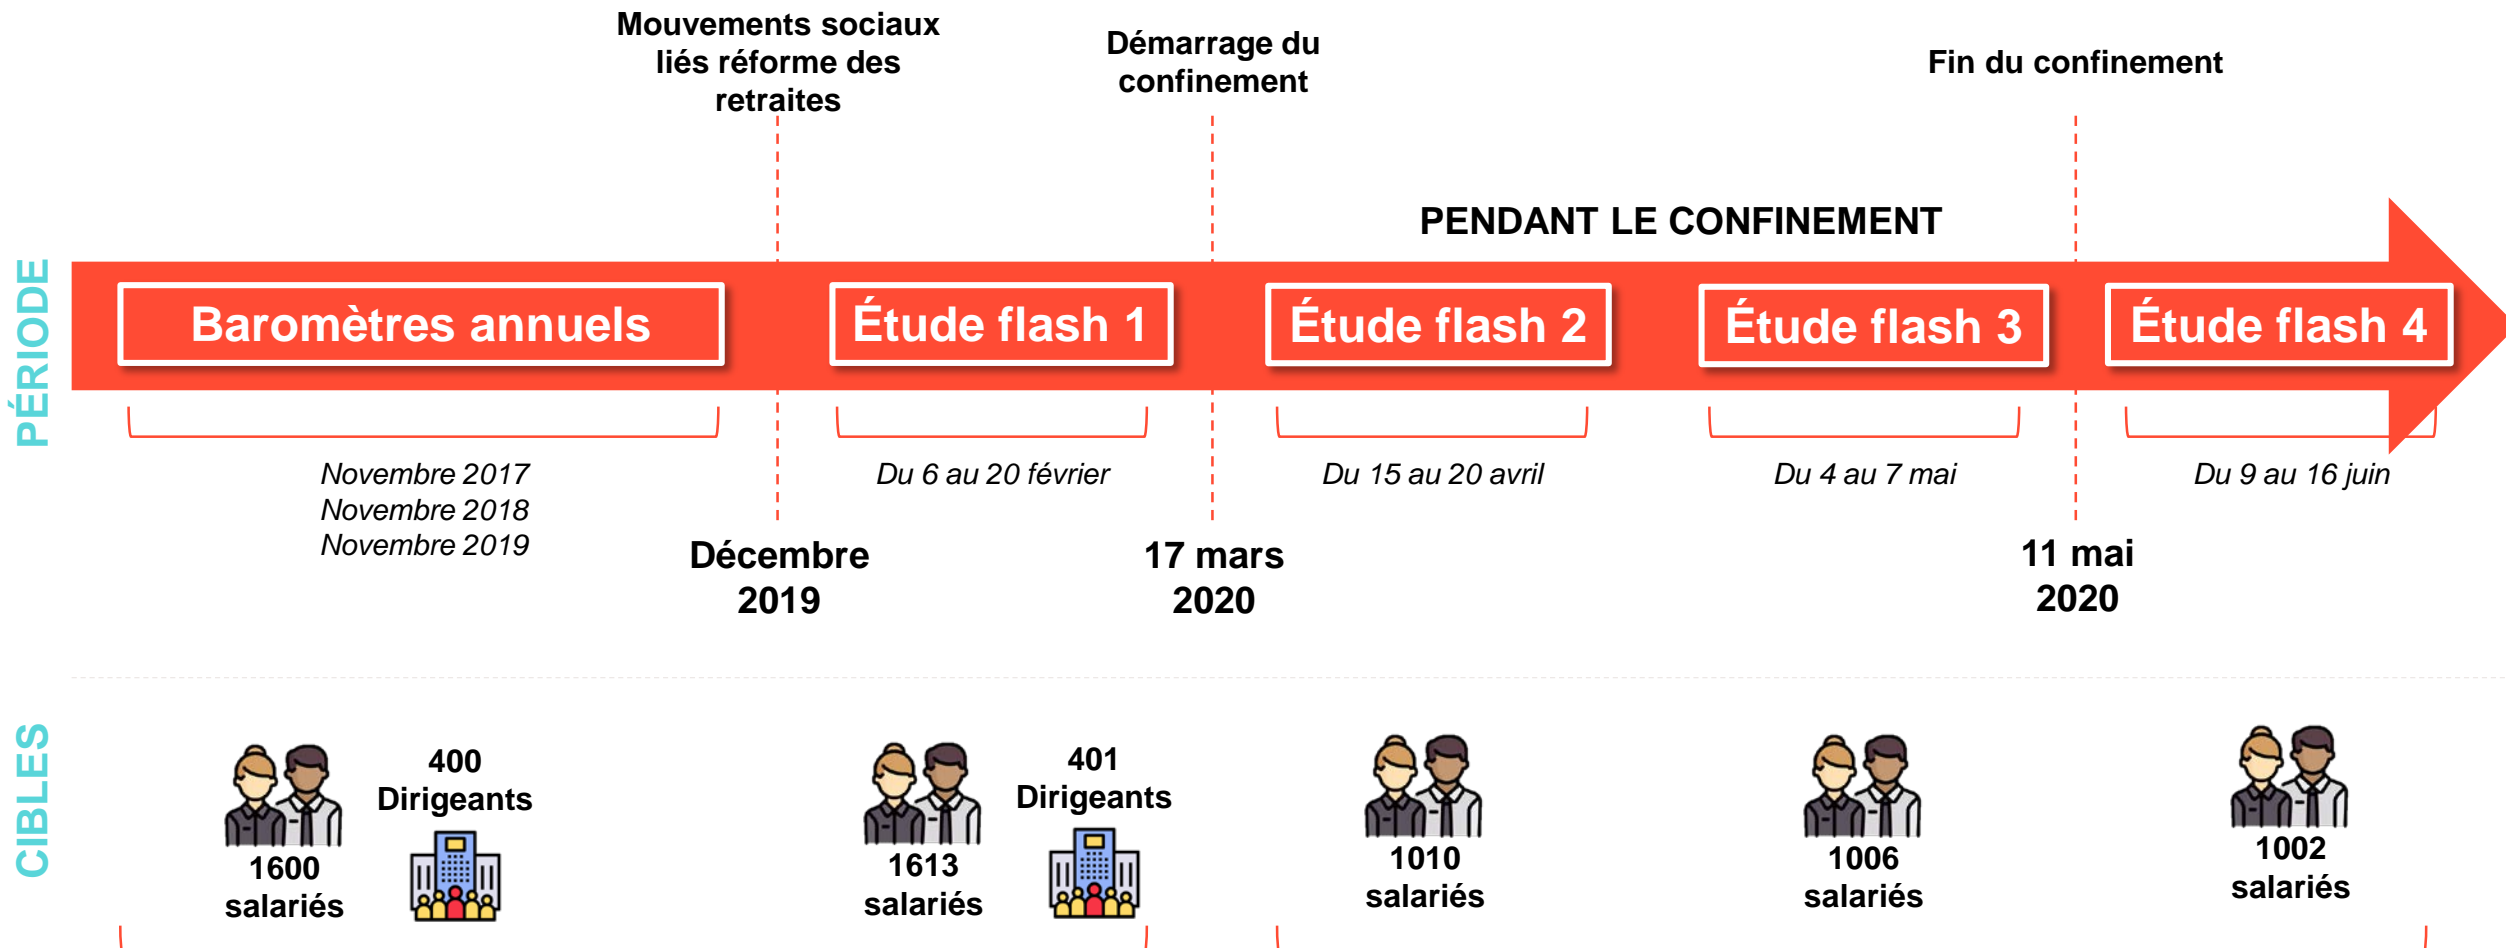 Mouvements sociaux
liés réforme des
retraites
Démarrage du
confinement
Fin du confinement
PENDANT LE CONFINEMENT
PÉRIODE
Baromètres annuels
Étude flash 1
Étude flash 2
Étude flash 3
Étude flash 4
Novembre 2017
Novembre 2018
Novembre 2019
Du 6 au 20 février
Du 15 au 20 avril
Du 4 au 7 mai
Du 9 au 16 juin
Décembre
2019
17 mars
2020
11 mai
2020
CIBLES
1600
salariés
400
Dirigeants
1613
salariés
401
Dirigeants
1010
salariés
1006
salariés
1002
salariés